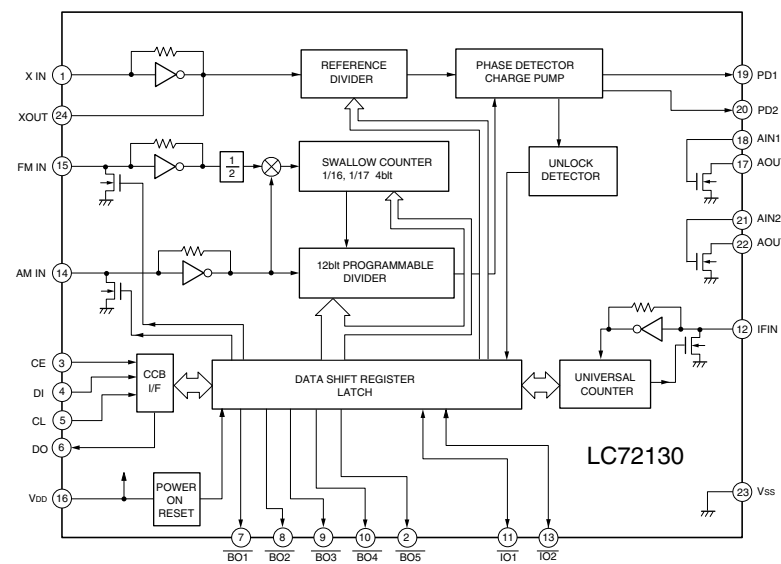 X IN 1
XOUT 24
REFERENCE
DIVIDER
PHASE DETECTOR
CHARGE PUMP
19 PD1
20 PD2
FM IN 15
1
2
SWALLOW COUNTER
1/16, 1/17 4blt
UNLOCK
DETECTOR
18 AIN1
17 AOU
21 AIN2
22 AOU
AM IN 14
12blt PROGRAMMABLE
DIVIDER
12 IFIN
CE 3
DI 4
CL 5
DO 6
CCB
I/F
DATA SHIFT REGISTER
LATCH
UNIVERSAL
COUNTER
LC72130
VDD 16
POWER
ON
RESET
23 VSS
7 8 9 10 2 11 13
BO1 BO2 BO3 BO4 BO5 IO1 IO2